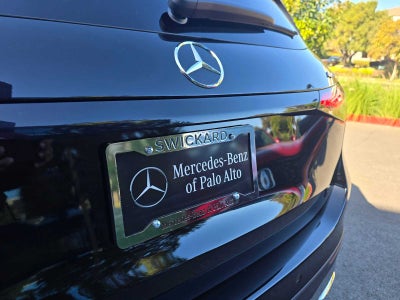 SWICKARD
Mercedes-Benz
of Palo Alto